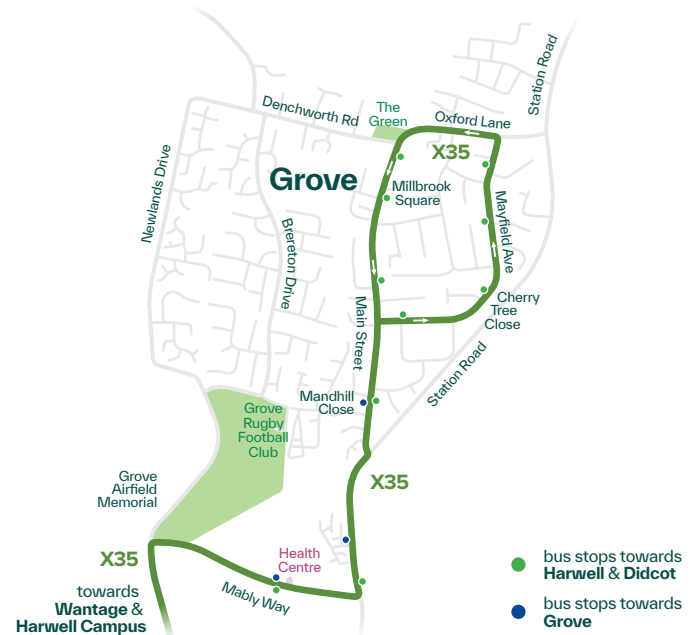 Station Road
Denchworth Rd
The
Green
Oxford Lane
X35
Grove
Millbrook
Square
Newlands Drive
Brereton Drive
Mayfield Ave
Main Street
Cherry
Tree
Close
Station Road
Mandhill
Close
Grove
Rugby
Football
Club
Grove
Airfield
Memorial
X35
X35
Health
Centre
Mably Way
towards
Wantage &
Harwell Campus
bus stops towards
Harwell & Didcot
bus stops towards
Grove